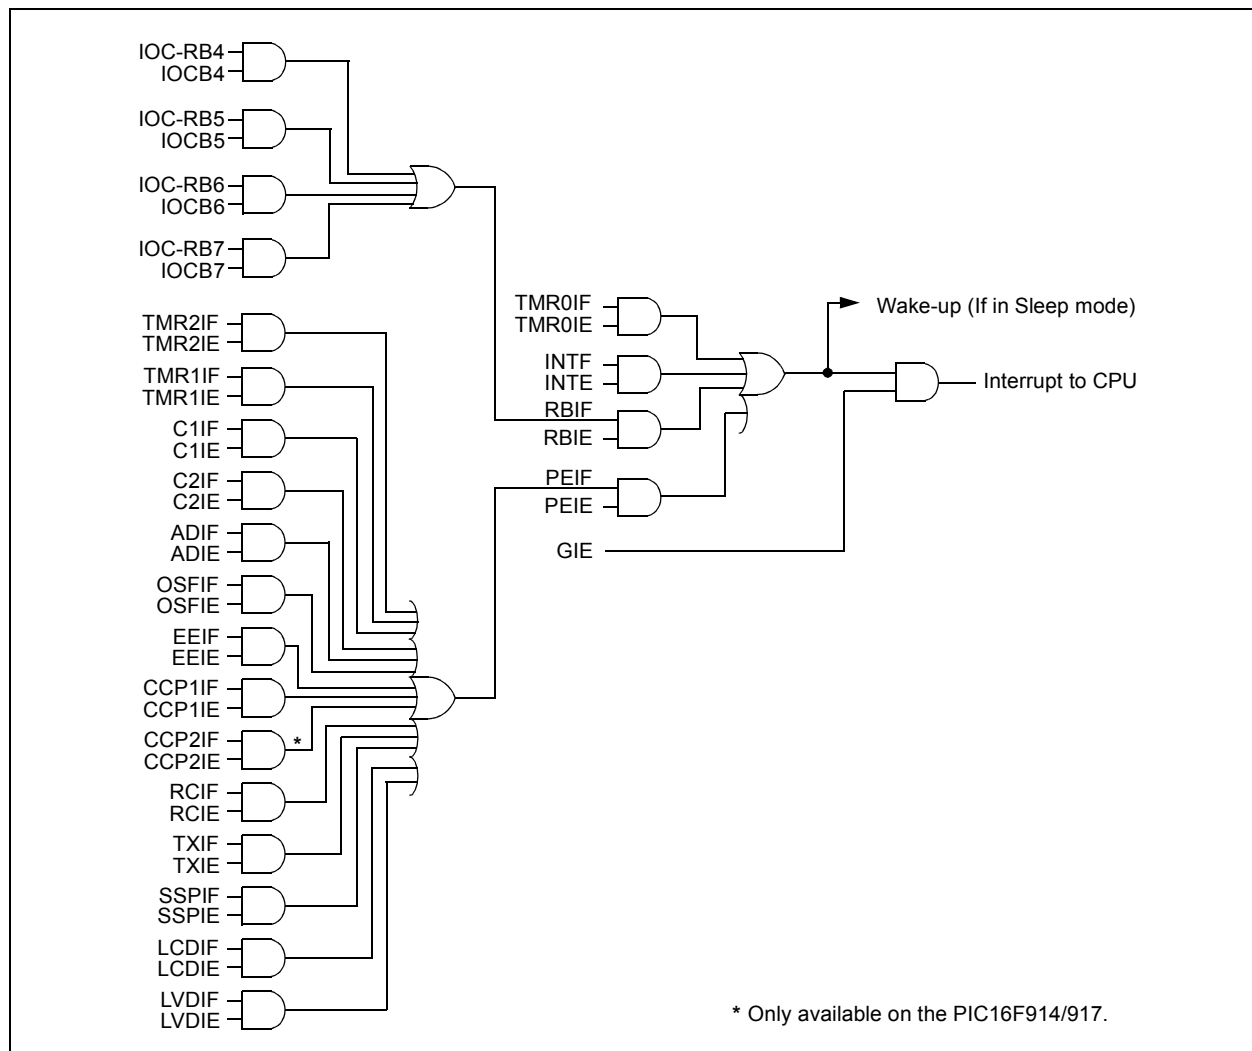 IOC-RB4
IOCB4
IOC-RB5
IOCB5
IOC-RB6
IOCB6
IOC-RB7
IOCB7
TMR2IF
TMR2IE
TMR1IF
TMR1IE
C1IF
C1IE
C2IF
C2IE
ADIF
ADIE
OSFIF
OSFIE
EEIF
EEIE
CCP1IF
CCP1IE
CCP2IF
*
CCP2IE
RCIF
RCIE
TXIF
TXIE
SSPIF
SSPIE
LCDIF
LCDIE
LVDIF
LVDIE
TMR0IF
TMR0IE
INTF
INTE
RBIF
RBIE
PEIF
PEIE
GIE
Wake-up (If in Sleep mode)
Interrupt to CPU
* Only available on the PIC16F914/917.